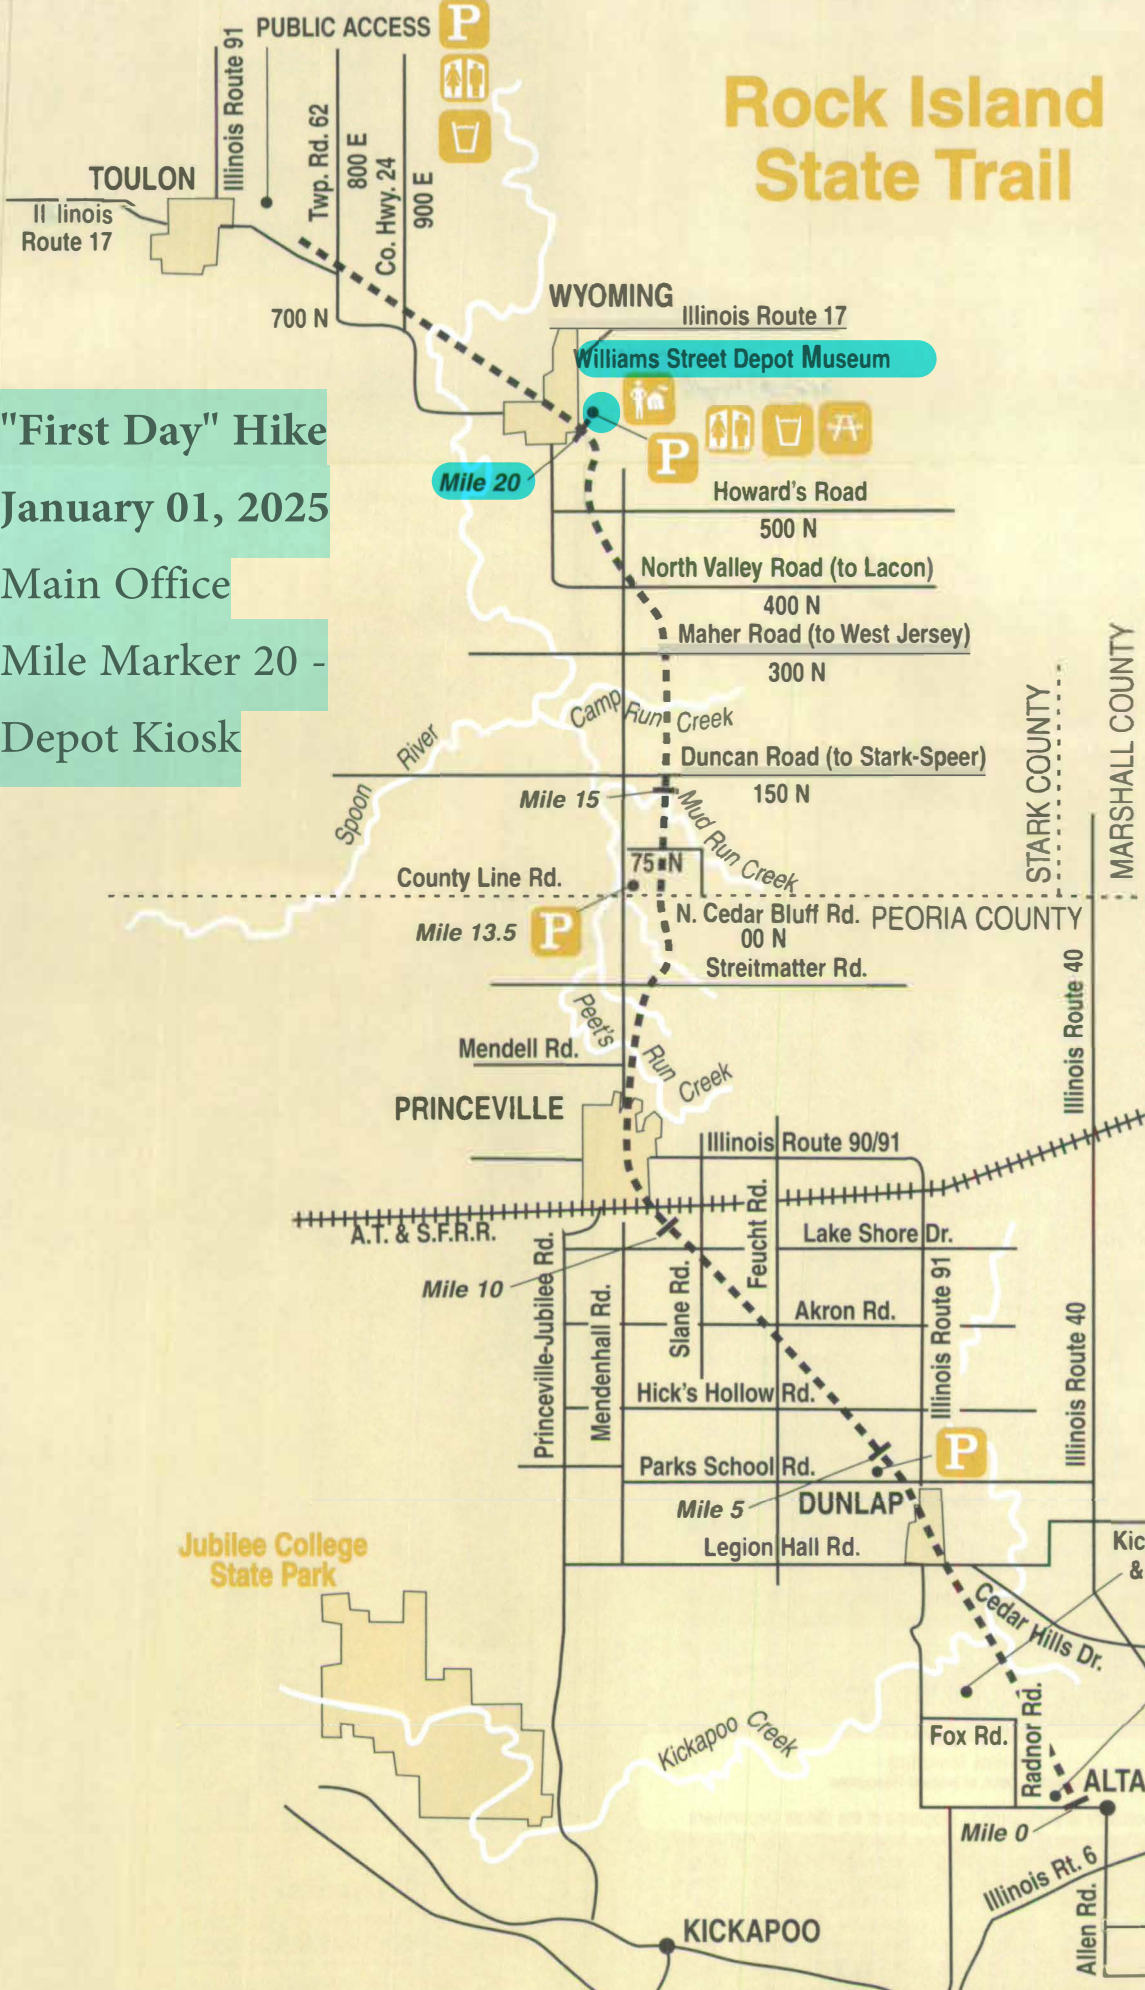 PUBLIC ACCESS P
Illinois Route 91
Rock Island
State Trail
Twp. Rd. 62
800 E
Co. Hwy. 24
900 E
TOULON
Il linois
Route 17
700 N
WYOMING
Illinois Route 17
Williams Street Depot Museum
P
Mile 20
"First Day" Hike
January 01, 2025
Main Office
Mile Marker 20 -
Depot Kiosk
Howard's Road
500 N
North Valley Road (to Lacon)
400 N
Maher Road (to West Jersey)
300 N
Camp Run Creek
Spoon River
Duncan Road (to Stark-Speer)
150 N
Mile 15
Mud Run Creek
STARK COUNTY
MARSHALL COUNTY
75 N
County Line Rd.
Mile 13.5
P
N. Cedar Bluff Rd.
00 N
PEORIA COUNTY
Streitmatter Rd.
Illinois Route 40
Peet's Run Creek
Mendell Rd.
PRINCEVILLE
Illinois Route 90/91
A.T. & S.F.R.R.
Feucht Rd.
Lake Shore Dr.
Mile 10
Princeville-Jubilee Rd.
Mendenhall Rd.
Slane Rd.
Akron Rd.
Illinois Route 91
Illinois Route 40
Hick's Hollow Rd.
P
Parks School Rd.
Mile 5
DUNLAP
Legion Hall Rd.
Jubilee College
State Park
Kic
&
Cedar Hills Dr.
Kickapoo Creek
Fox Rd.
Radnor Rd.
ALTA
Mile 0
Illinois Rt. 6
Allen Rd.
KICKAPOO